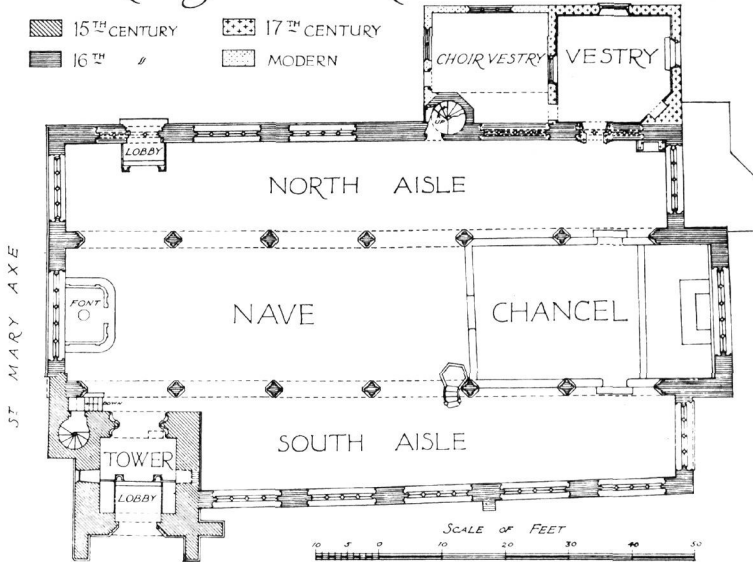 15TH CENTURY
17TH CENTURY
16TH "
MODERN
CHOIR VESTRY
VESTRY
LOBBY
NORTH AISLE
ST MARY AXE
FONT
NAVE
CHANCEL
DOWN
SOUTH AISLE
TOWER
LOBBY
SCALE OF FEET
10 5 0 10 20 30 40 50